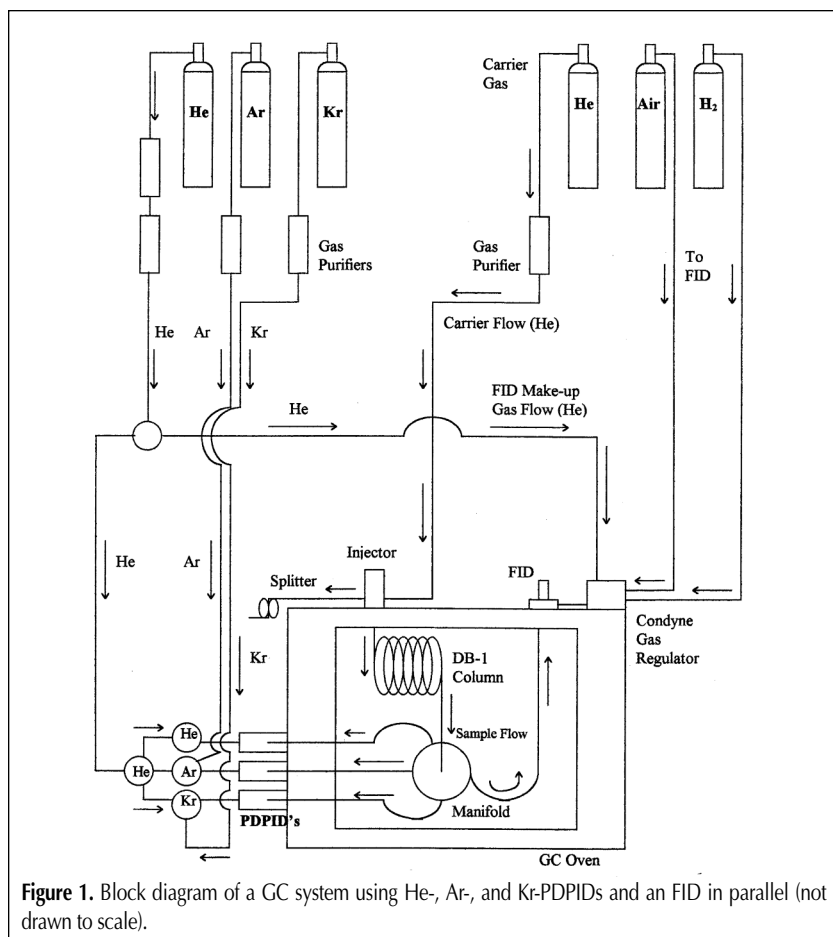 Carrier
Gas
He
Ar
Kr
He
Air
H₂
Gas
Purifiers
Gas
Purifier
To
FID
Carrier Flow (He)
He
Ar
Kr
He
FID Make-up
Gas Flow (He)
He
Ar
Injector
Splitter
FID
Condyne
Gas
Regulator
Kr
DB-1
Column
Sample Flow
He
He
Ar
Kr
Manifold
PDPID's
GC Oven
Figure 1. Block diagram of a GC system using He-, Ar-, and Kr-PDPIDs and an FID in parallel (not
drawn to scale).